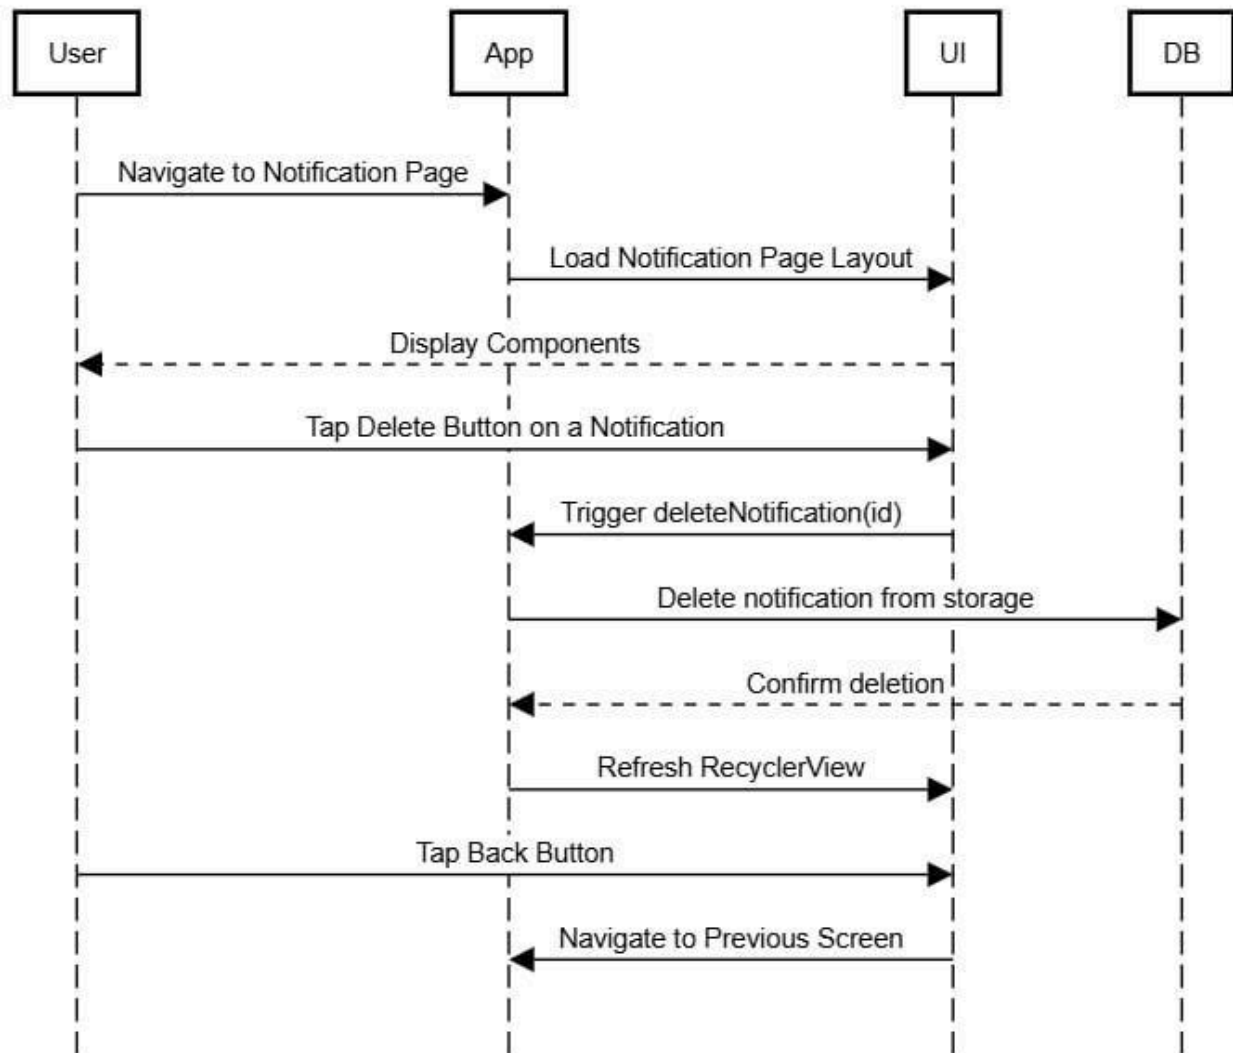 User
App
UI
DB
Navigate to Notification Page
Load Notification Page Layout
Display Components
Tap Delete Button on a Notification
Trigger deleteNotification(id)
Delete notification from storage
Confirm deletion
Refresh RecyclerView
Tap Back Button
Navigate to Previous Screen